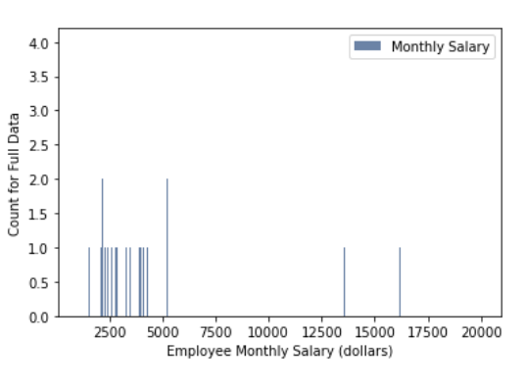 4.0
3.5
3.0
2.5
2.0
1.5
1.0
0.5
0.0
Count for Full Data
Monthly Salary
2500 5000 7500 10000 12500 15000 17500 20000
Employee Monthly Salary (dollars)